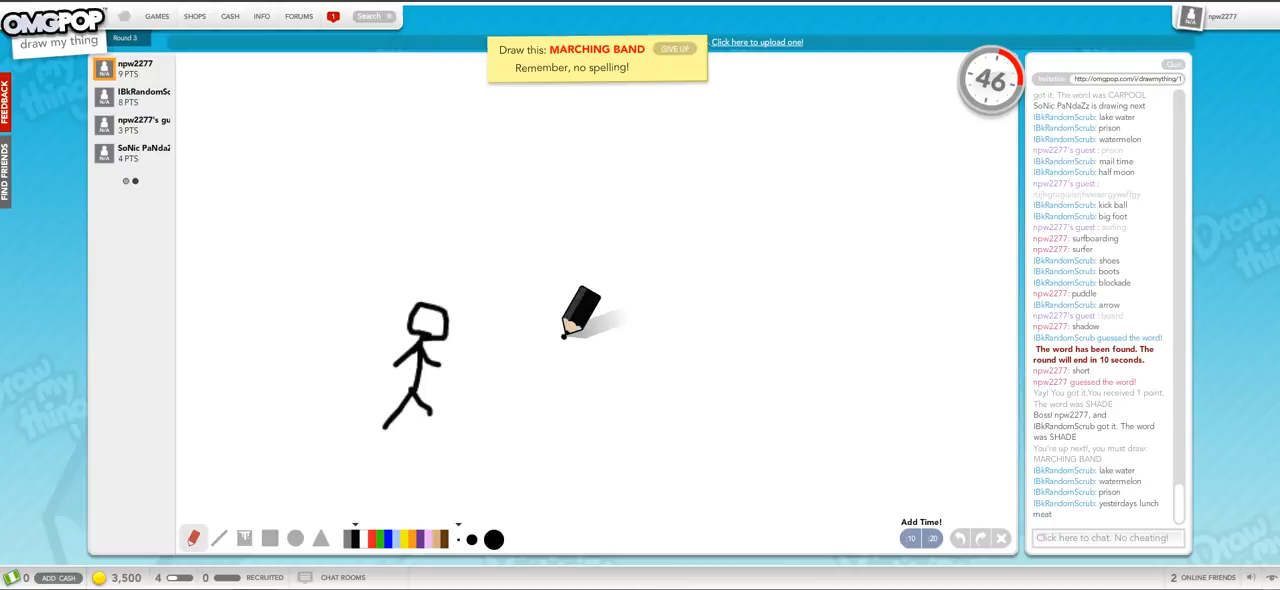 OMGPOP
draw my thing
GAMES SHOPS CASH INFO FORUMS 1 Search
npw2277
Round 3
Click here to upload one!
Draw this: MARCHING BAND GIVE UP
Remember, no spelling!
46
FEEDBACK
FIND FRIENDS
N/A npw2277
9 PTS
N/A IBkRandomSc
8 PTS
N/A npw2277's gu
3 PTS
N/A SoNic PaNdaZ
4 PTS
Quit
Invitation http://omgpop.com/i/drawmything/1
got it. The word was CARPOOL
SoNic PaNdaZz is drawing next
IBkRandomScrub: lake water
IBkRandomScrub: prison
IBkRandomScrub: watermelon
npw2277's guest : prison
IBkRandomScrub: mail time
IBkRandomScrub: half moon
npw2277's guest :
IBkRandomScrub: kick ball
IBkRandomScrub: big foot
npw2277's guest : surfing
npw2277: surfboarding
npw2277: surfer
IBkRandomScrub: shoes
IBkRandomScrub: boots
IBkRandomScrub: blockade
npw2277: puddle
IBkRandomScrub: arrow
npw2277's guest : board
npw2277: shadow
IBkRandomScrub guessed the word!
The word has been found. The
round will end in 10 seconds.
npw2277: short
npw2277 guessed the word!
Yay! You got it.You received 1 point.
The word was SHADE
Boss! npw2277, and
IBkRandomScrub got it. The word
was SHADE
You're up next!, you must draw:
MARCHING BAND
IBkRandomScrub: lake water
IBkRandomScrub: watermelon
IBkRandomScrub: prison
IBkRandomScrub: yesterdays lunch
meat
Click here to chat. No cheating!
Add Time!
:10 :20
0 ADD CASH 3,500 4 0 RECRUITED CHAT ROOMS 2 ONLINE FRIENDS